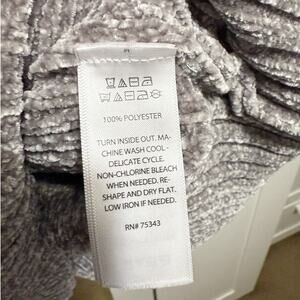 100% POLYESTER
TURN INSIDE OUT. MA-
CHINE WASH COOL -
DELICATE CYCLE.
NON-CHLORINE BLEACH
WHEN NEEDED. RE-
SHAPE AND DRY FLAT.
LOW IRON IF NEEDED.
RN# 75343